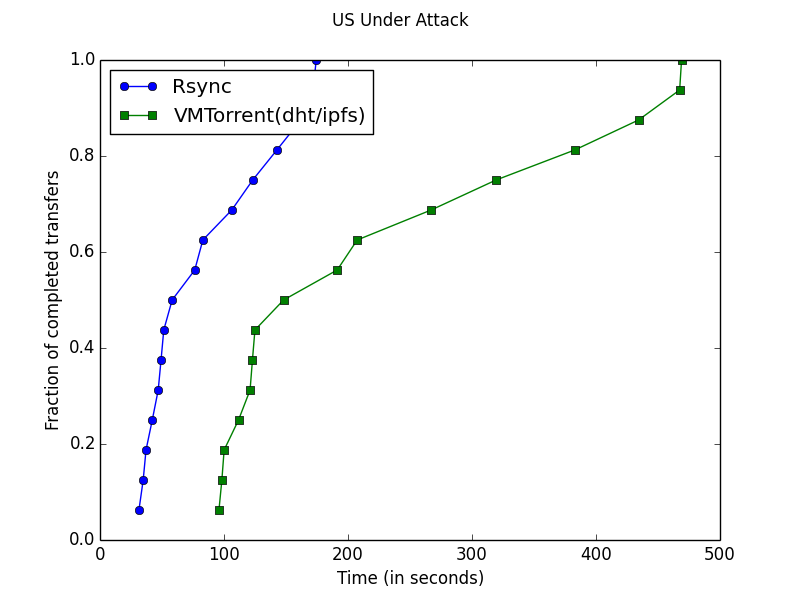 US Under Attack
Rsync
VMTorrent(dht/ipfs)
1.0
0.8
0.6
0.4
0.2
0.0
Fraction of completed transfers
0 100 200 300 400 500
Time (in seconds)